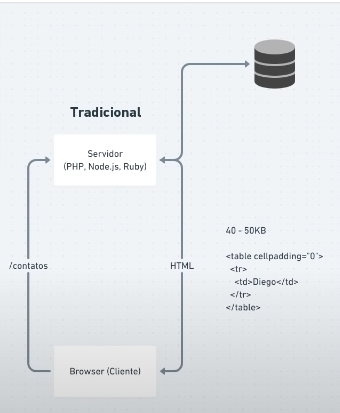 Tradicional
Servidor
(PHP, Node.js, Ruby)
40 - 50KB
<table cellpadding="0">
<tr>
<td>Diego</td>
</tr>
</table>
/contatos
HTML
Browser (Cliente)